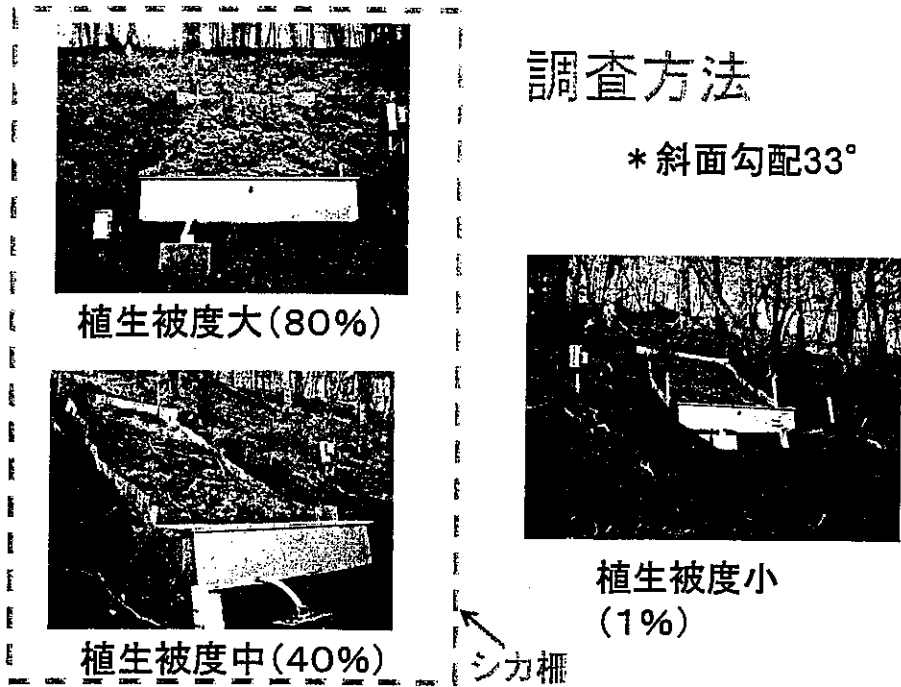 調査方法
*斜面勾配33°
植生被度大(80%)
植生被度中(40%)
植生被度小
(1%)
シカ柵